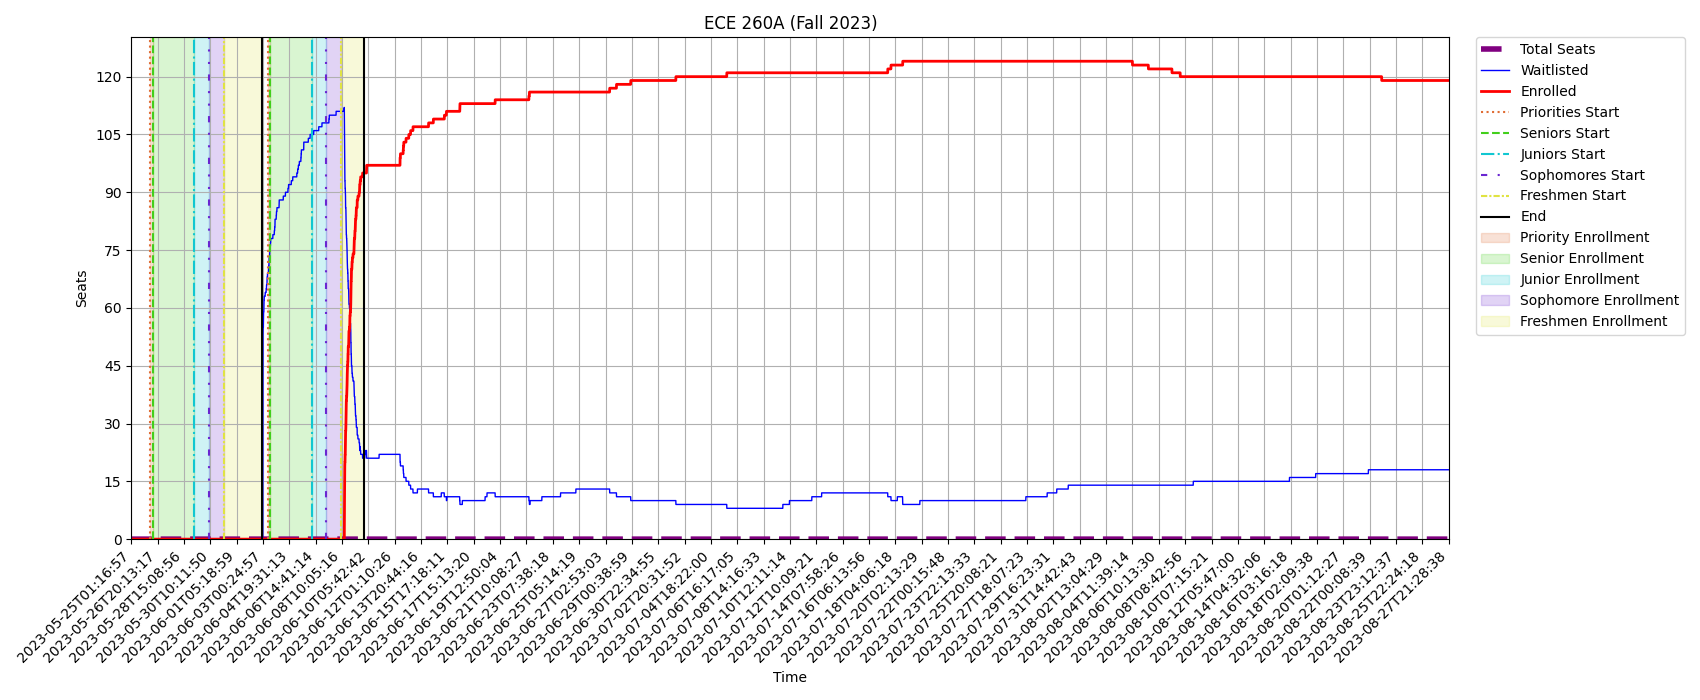 ECE 260A (Fall 2023)
Seats
0
15
30
45
60
75
90
105
120
2023-05-25T01:16:57
2023-05-26T20:13:17
2023-05-28T15:08:56
2023-05-30T10:11:50
2023-06-01T05:18:59
2023-06-03T00:24:57
2023-06-04T19:31:13
2023-06-06T14:41:14
2023-06-08T10:05:16
2023-06-10T05:42:42
2023-06-12T01:10:26
2023-06-13T20:44:16
2023-06-15T17:18:11
2023-06-17T15:13:20
2023-06-19T12:50:04
2023-06-21T10:08:27
2023-06-23T07:38:18
2023-06-25T05:14:19
2023-06-27T02:53:03
2023-06-29T00:38:59
2023-06-30T22:34:55
2023-07-02T20:31:52
2023-07-04T18:22:00
2023-07-06T16:17:05
2023-07-08T14:16:33
2023-07-10T12:11:14
2023-07-12T10:09:21
2023-07-14T07:58:26
2023-07-16T06:13:56
2023-07-18T04:06:18
2023-07-20T02:13:29
2023-07-22T00:15:48
2023-07-23T22:13:33
2023-07-25T20:08:21
2023-07-27T18:07:23
2023-07-29T16:23:31
2023-07-31T14:42:43
2023-08-02T13:04:29
2023-08-04T11:39:14
2023-08-06T10:13:30
2023-08-08T08:42:56
2023-08-10T07:15:21
2023-08-12T05:47:00
2023-08-14T04:32:06
2023-08-16T03:16:18
2023-08-18T02:09:38
2023-08-20T01:12:27
2023-08-22T00:08:39
2023-08-23T23:12:37
2023-08-25T22:24:18
2023-08-27T21:28:38
Time
Total Seats
Waitlisted
Enrolled
Priorities Start
Seniors Start
Juniors Start
Sophomores Start
Freshmen Start
End
Priority Enrollment
Senior Enrollment
Junior Enrollment
Sophomore Enrollment
Freshmen Enrollment